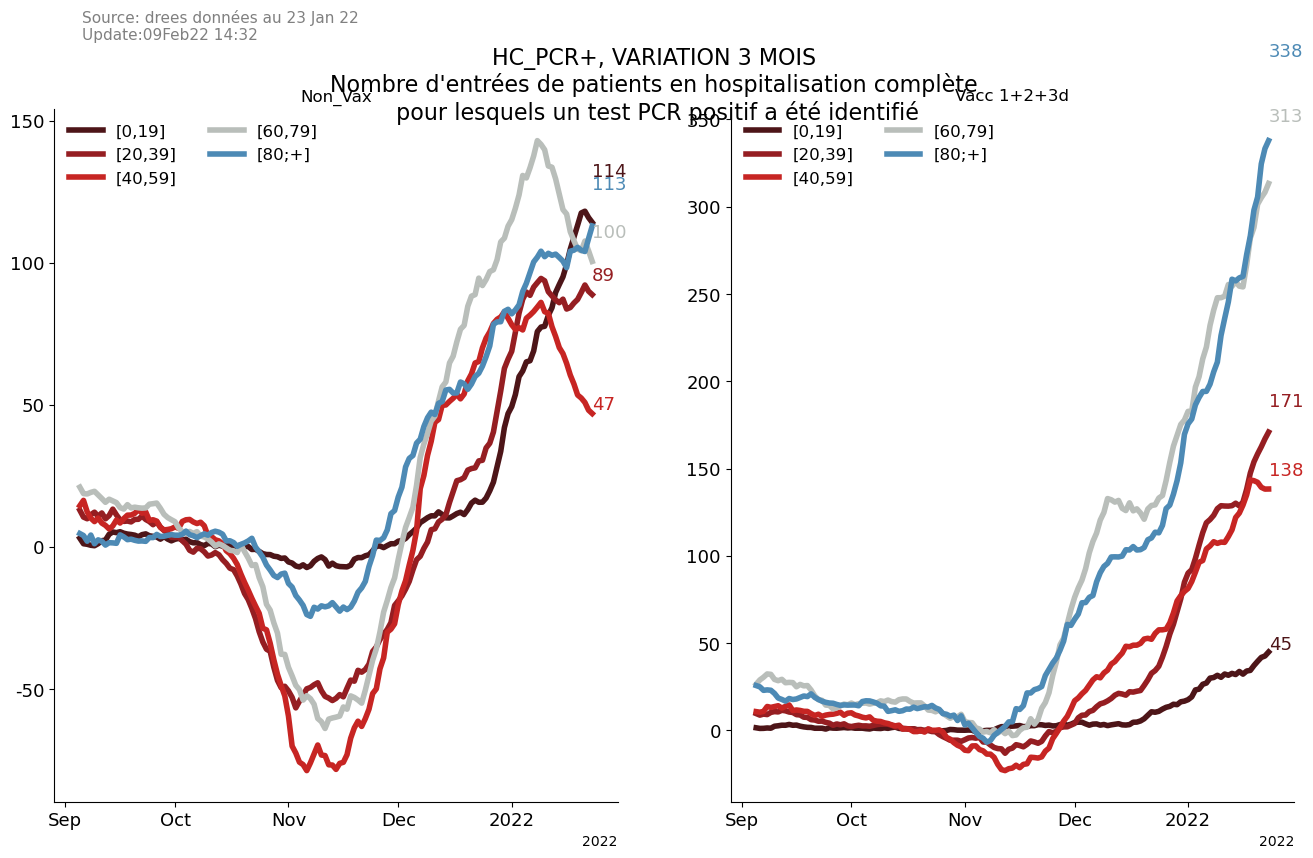 Source: drees données au 23 Jan 22
Update:09Feb22 14:32
HC_PCR+, VARIATION 3 MOIS
Nombre d'entrées de patients en hospitalisation complète
pour lesquels un test PCR positif a été identifié
Non_Vax
[0,19]
[20,39]
[40,59]
[60,79]
[80;+]
150
100
50
0
-50
114
113
100
89
47
Sep
Oct
Nov
Dec
2022
2022
Vacc 1+2+3d
[0,19]
[20,39]
[40,59]
[60,79]
[80;+]
350
300
250
200
150
100
50
0
338
313
171
138
45
Sep
Oct
Nov
Dec
2022
2022